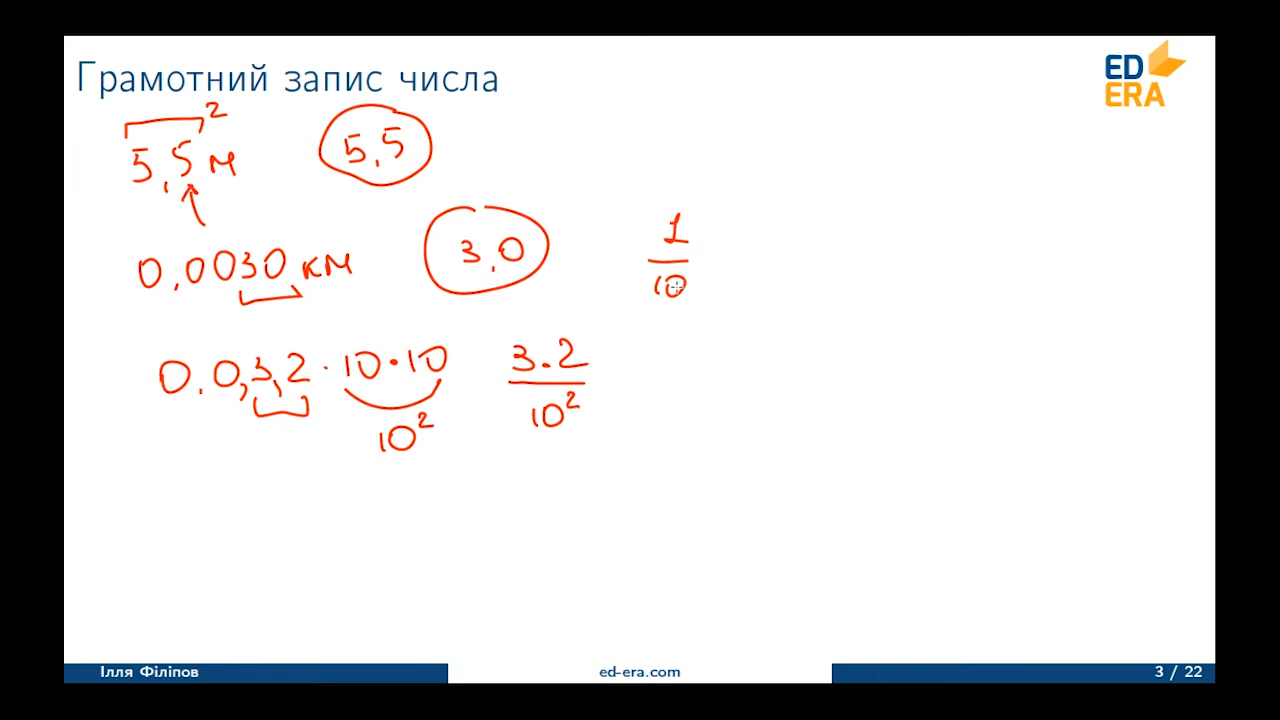 Грамотний запис числа
ED
ERA
2
5,5 м
5,5
0,0030 км
3,0
1
10
0.0,3,2 · 10 · 10
10²
3.2
10²
Ілля Філіпов
ed-era.com
3 / 22